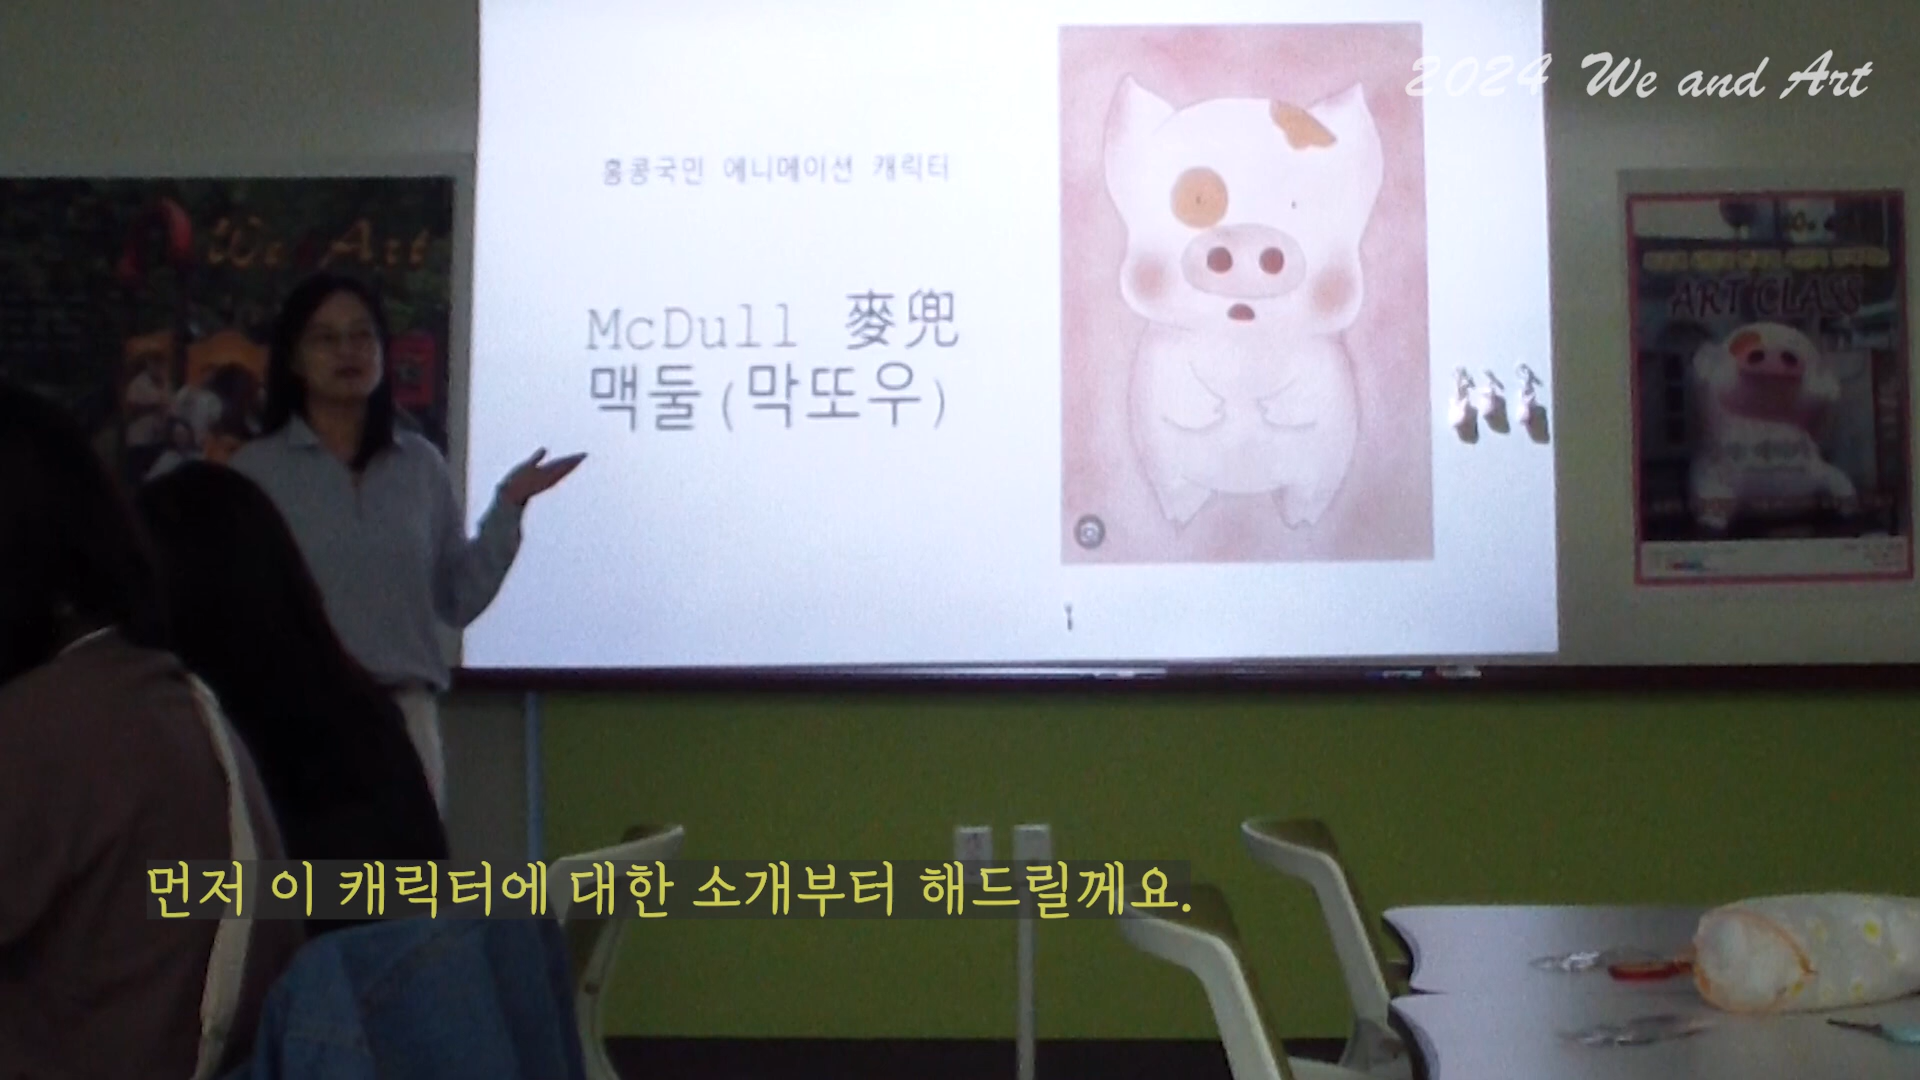 2024 We and Art
홍콩국민 에니메이션 캐릭터
McDull 麥兜
맥둘(막또우)
We Art
ART CLASS
먼저 이 캐릭터에 대한 소개부터 해드릴께요.